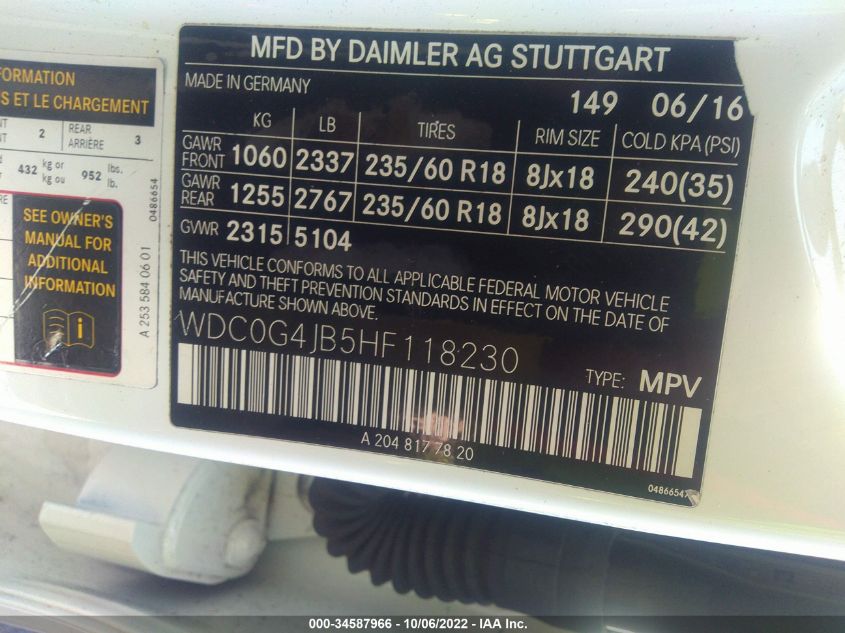 MFD BY DAIMLER AG STUTTGART
MADE IN GERMANY
149 06/16
KG LB TIRES RIM SIZE COLD KPA (PSI)
GAWR FRONT 1060 2337 235/60 R18 8Jx18 240(35)
GAWR REAR 1255 2767 235/60 R18 8Jx18 290(42)
GVWR 2315 5104
THIS VEHICLE CONFORMS TO ALL APPLICABLE FEDERAL MOTOR VEHICLE
SAFETY AND THEFT PREVENTION STANDARDS IN EFFECT ON THE DATE OF
MANUFACTURE SHOWN ABOVE.
WDC0G4JB5HF118230
TYPE: MPV
A 204 817 78 20
0486654
ET LE CHARGEMENT
2 REAR 3
ARRIÈRE
432 kg or 952 lbs.
kg ou lb.
0486654
SEE OWNER'S
MANUAL FOR
ADDITIONAL
INFORMATION
A 253 584 06 01
000-34587966 - 10/06/2022 - IAA Inc.